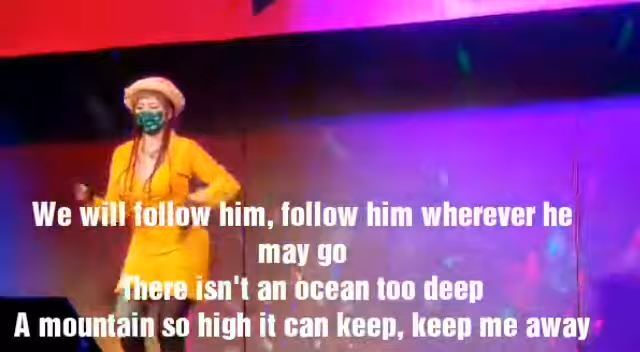 We will follow him, follow him wherever he
may go
There isn't an ocean too deep
A mountain so high it can keep, keep me away